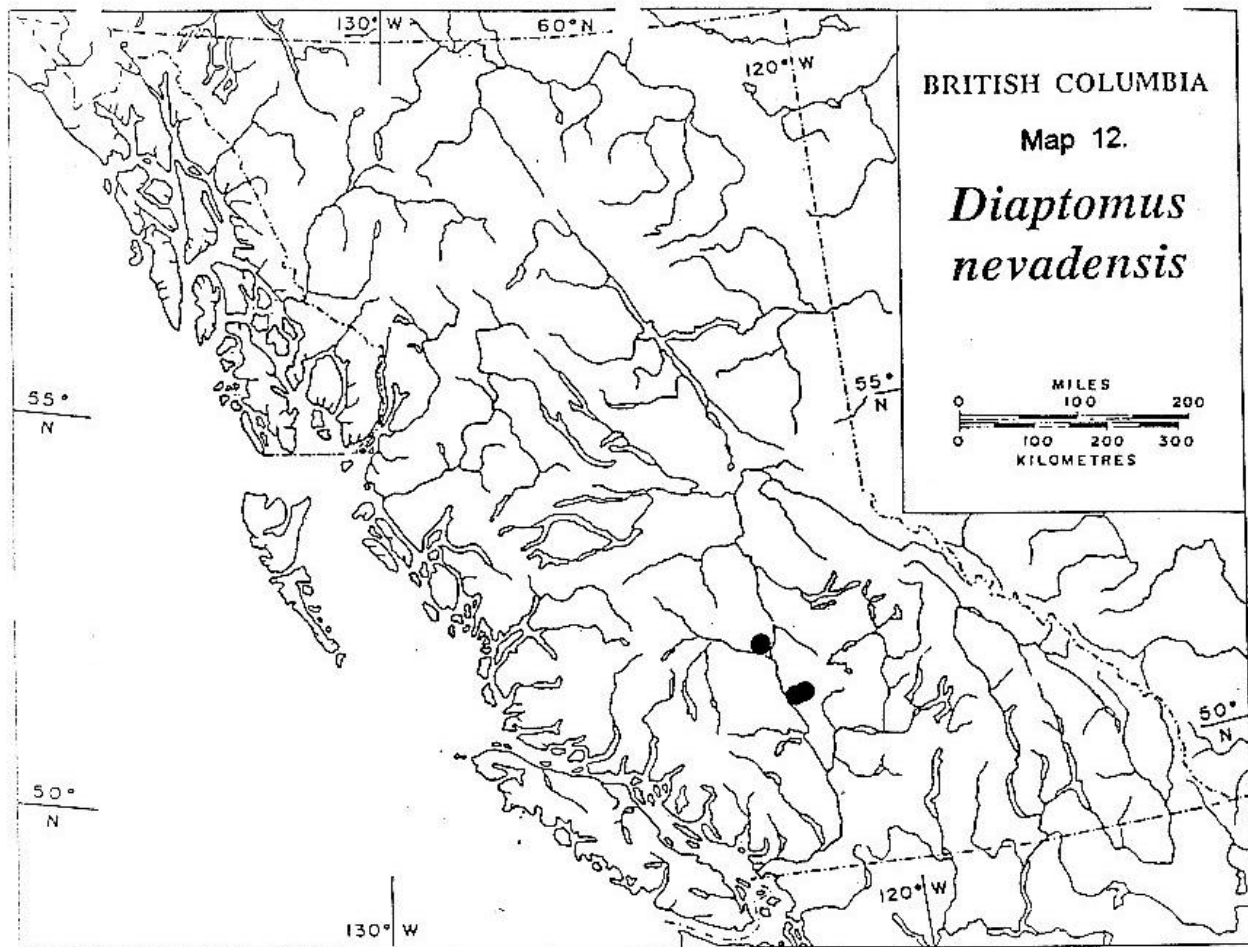 130° W
60° N
120° W
BRITISH COLUMBIA
Map 12.
Diaptomus
nevadensis
MILES
0 100 200
0 100 200 300
KILOMETRES
55°
N
55°
N
50°
N
50°
N
130° W
120° W